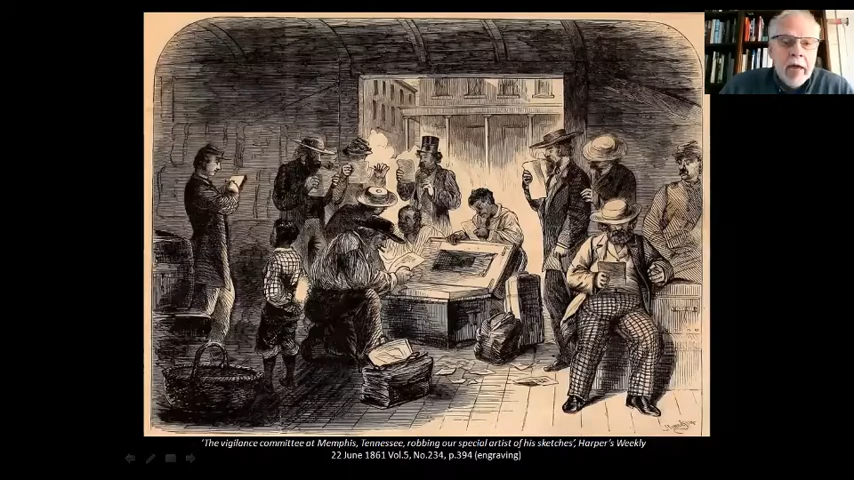 ‘The vigilance committee at Memphis, Tennessee, robbing our special artist of his sketches’, Harper’s Weekly
22 June 1861 Vol.5, No.234, p.394 (engraving)